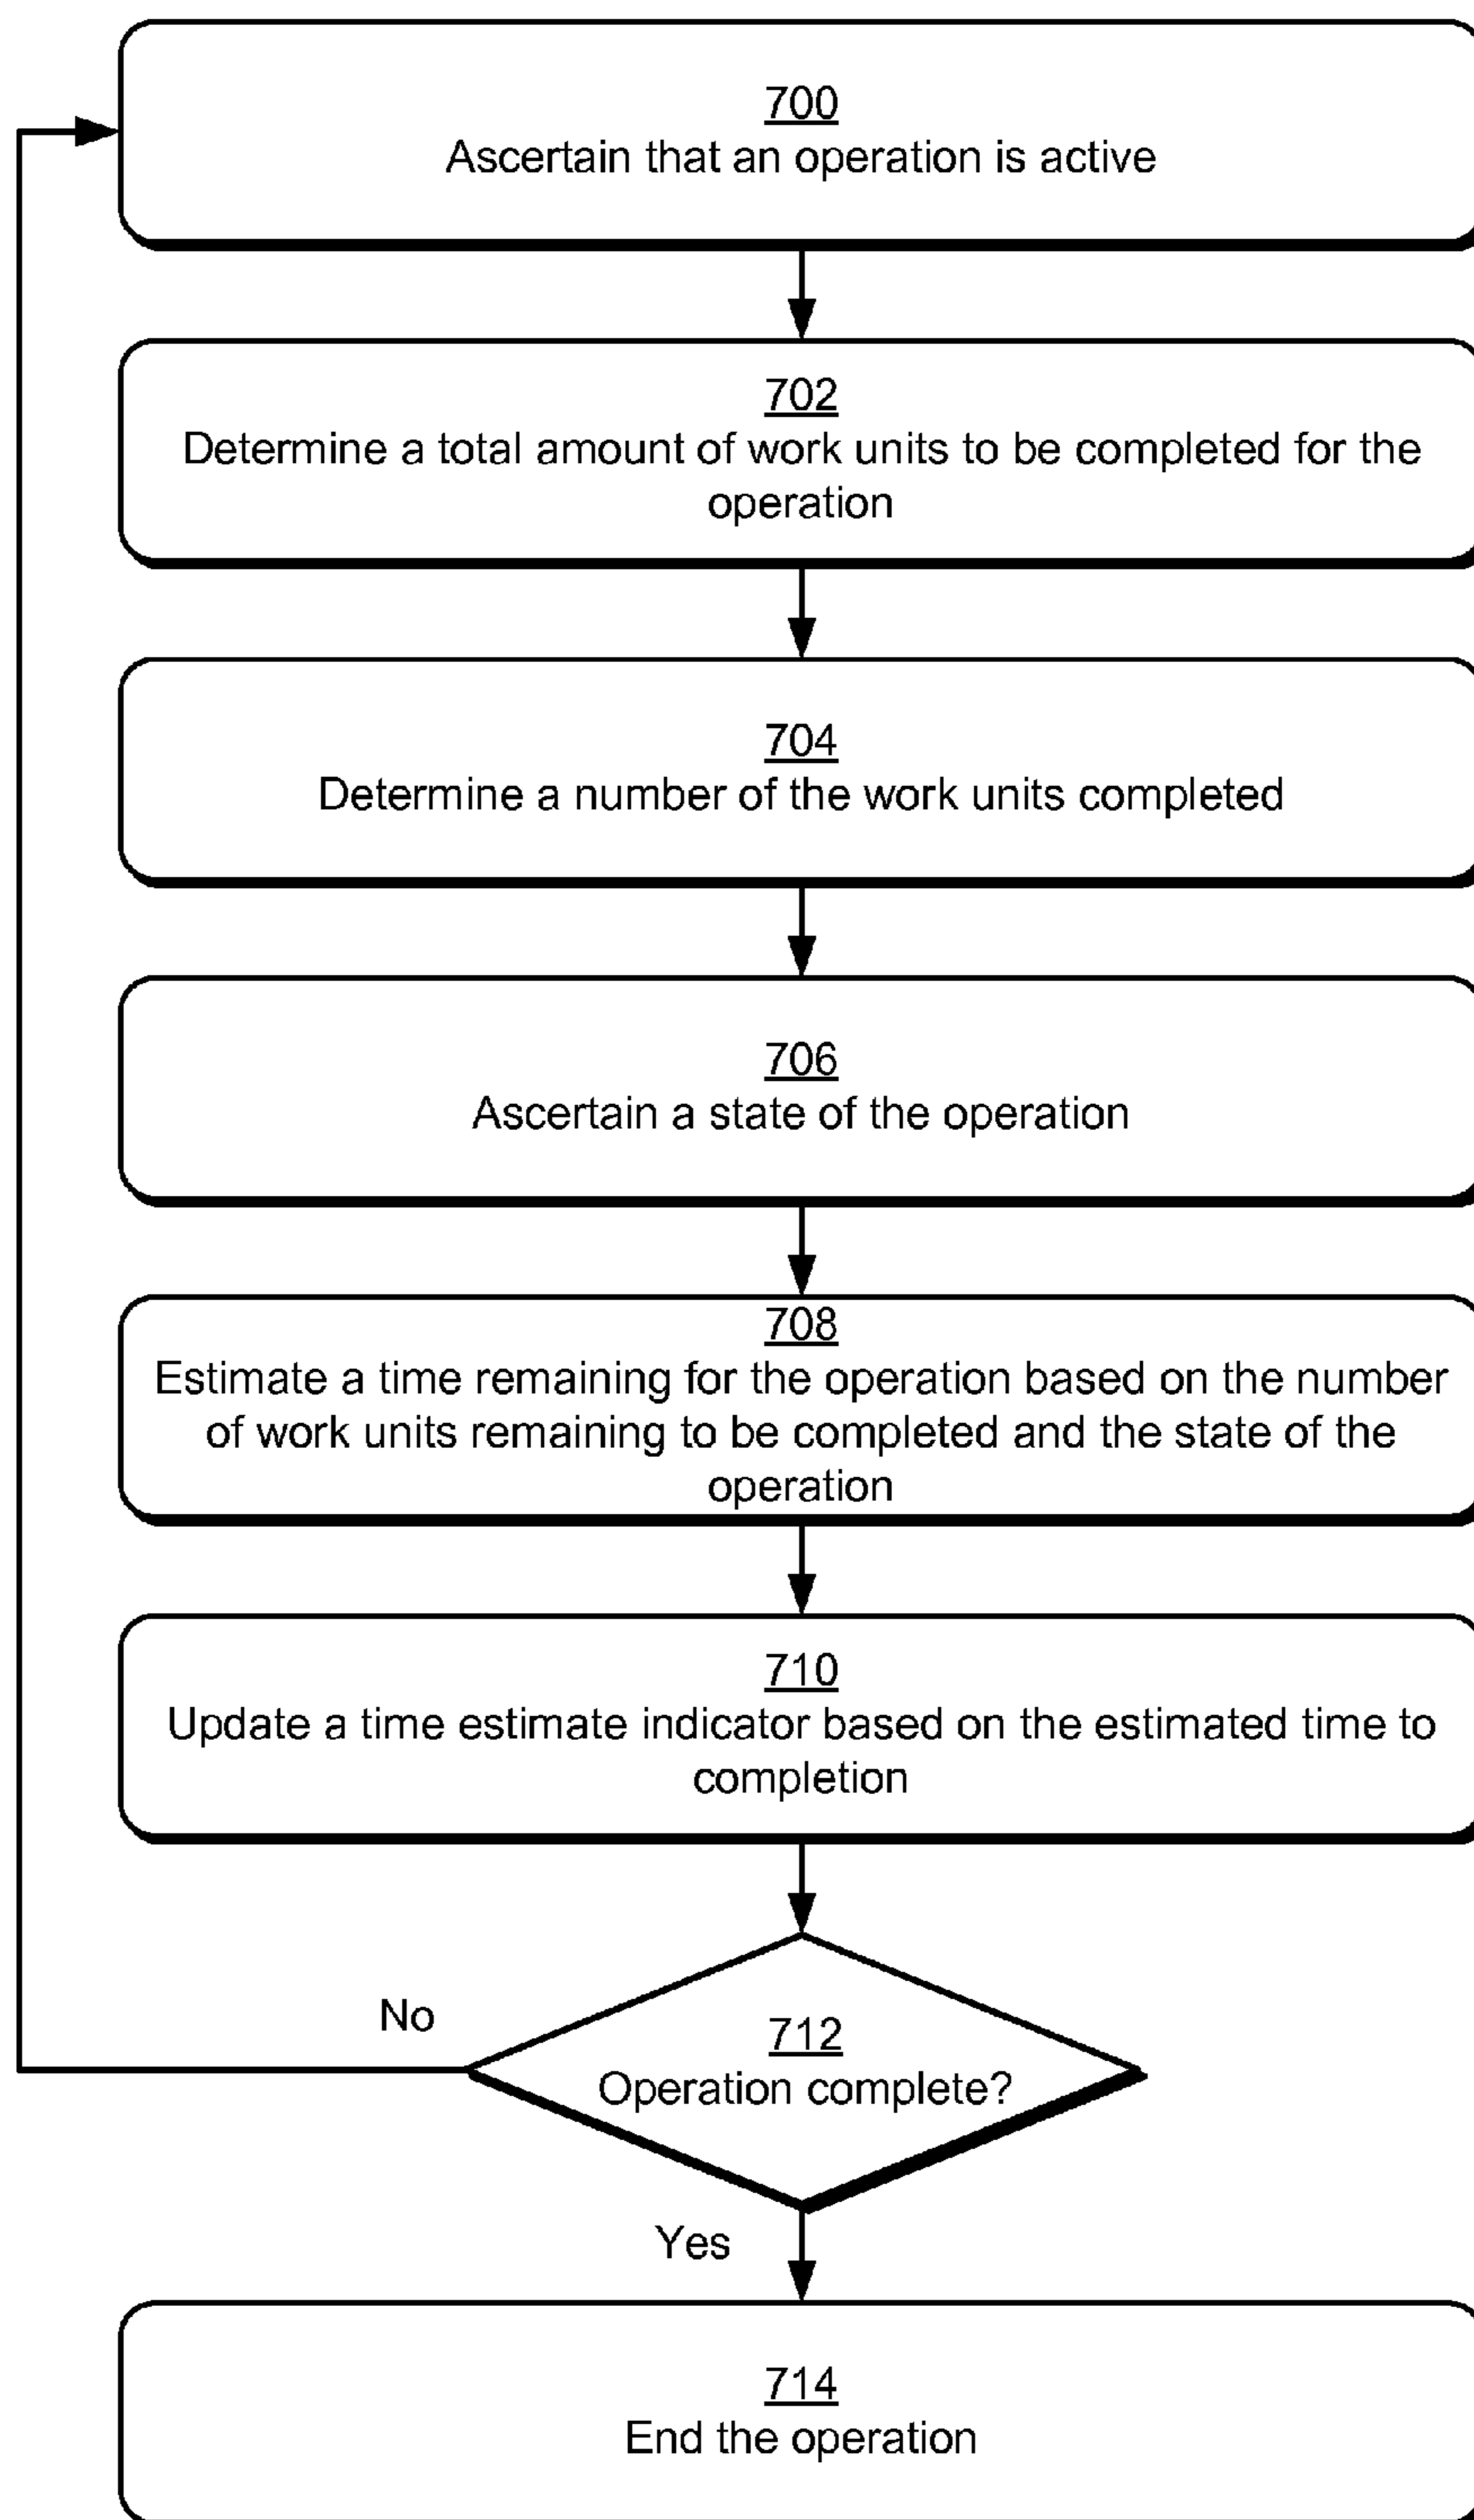 700
Ascertain that an operation is active
702
Determine a total amount of work units to be completed for the
operation
704
Determine a number of the work units completed
706
Ascertain a state of the operation
708
Estimate a time remaining for the operation based on the number
of work units remaining to be completed and the state of the
operation
710
Update a time estimate indicator based on the estimated time to
completion
No
712
Operation complete?
Yes
714
End the operation